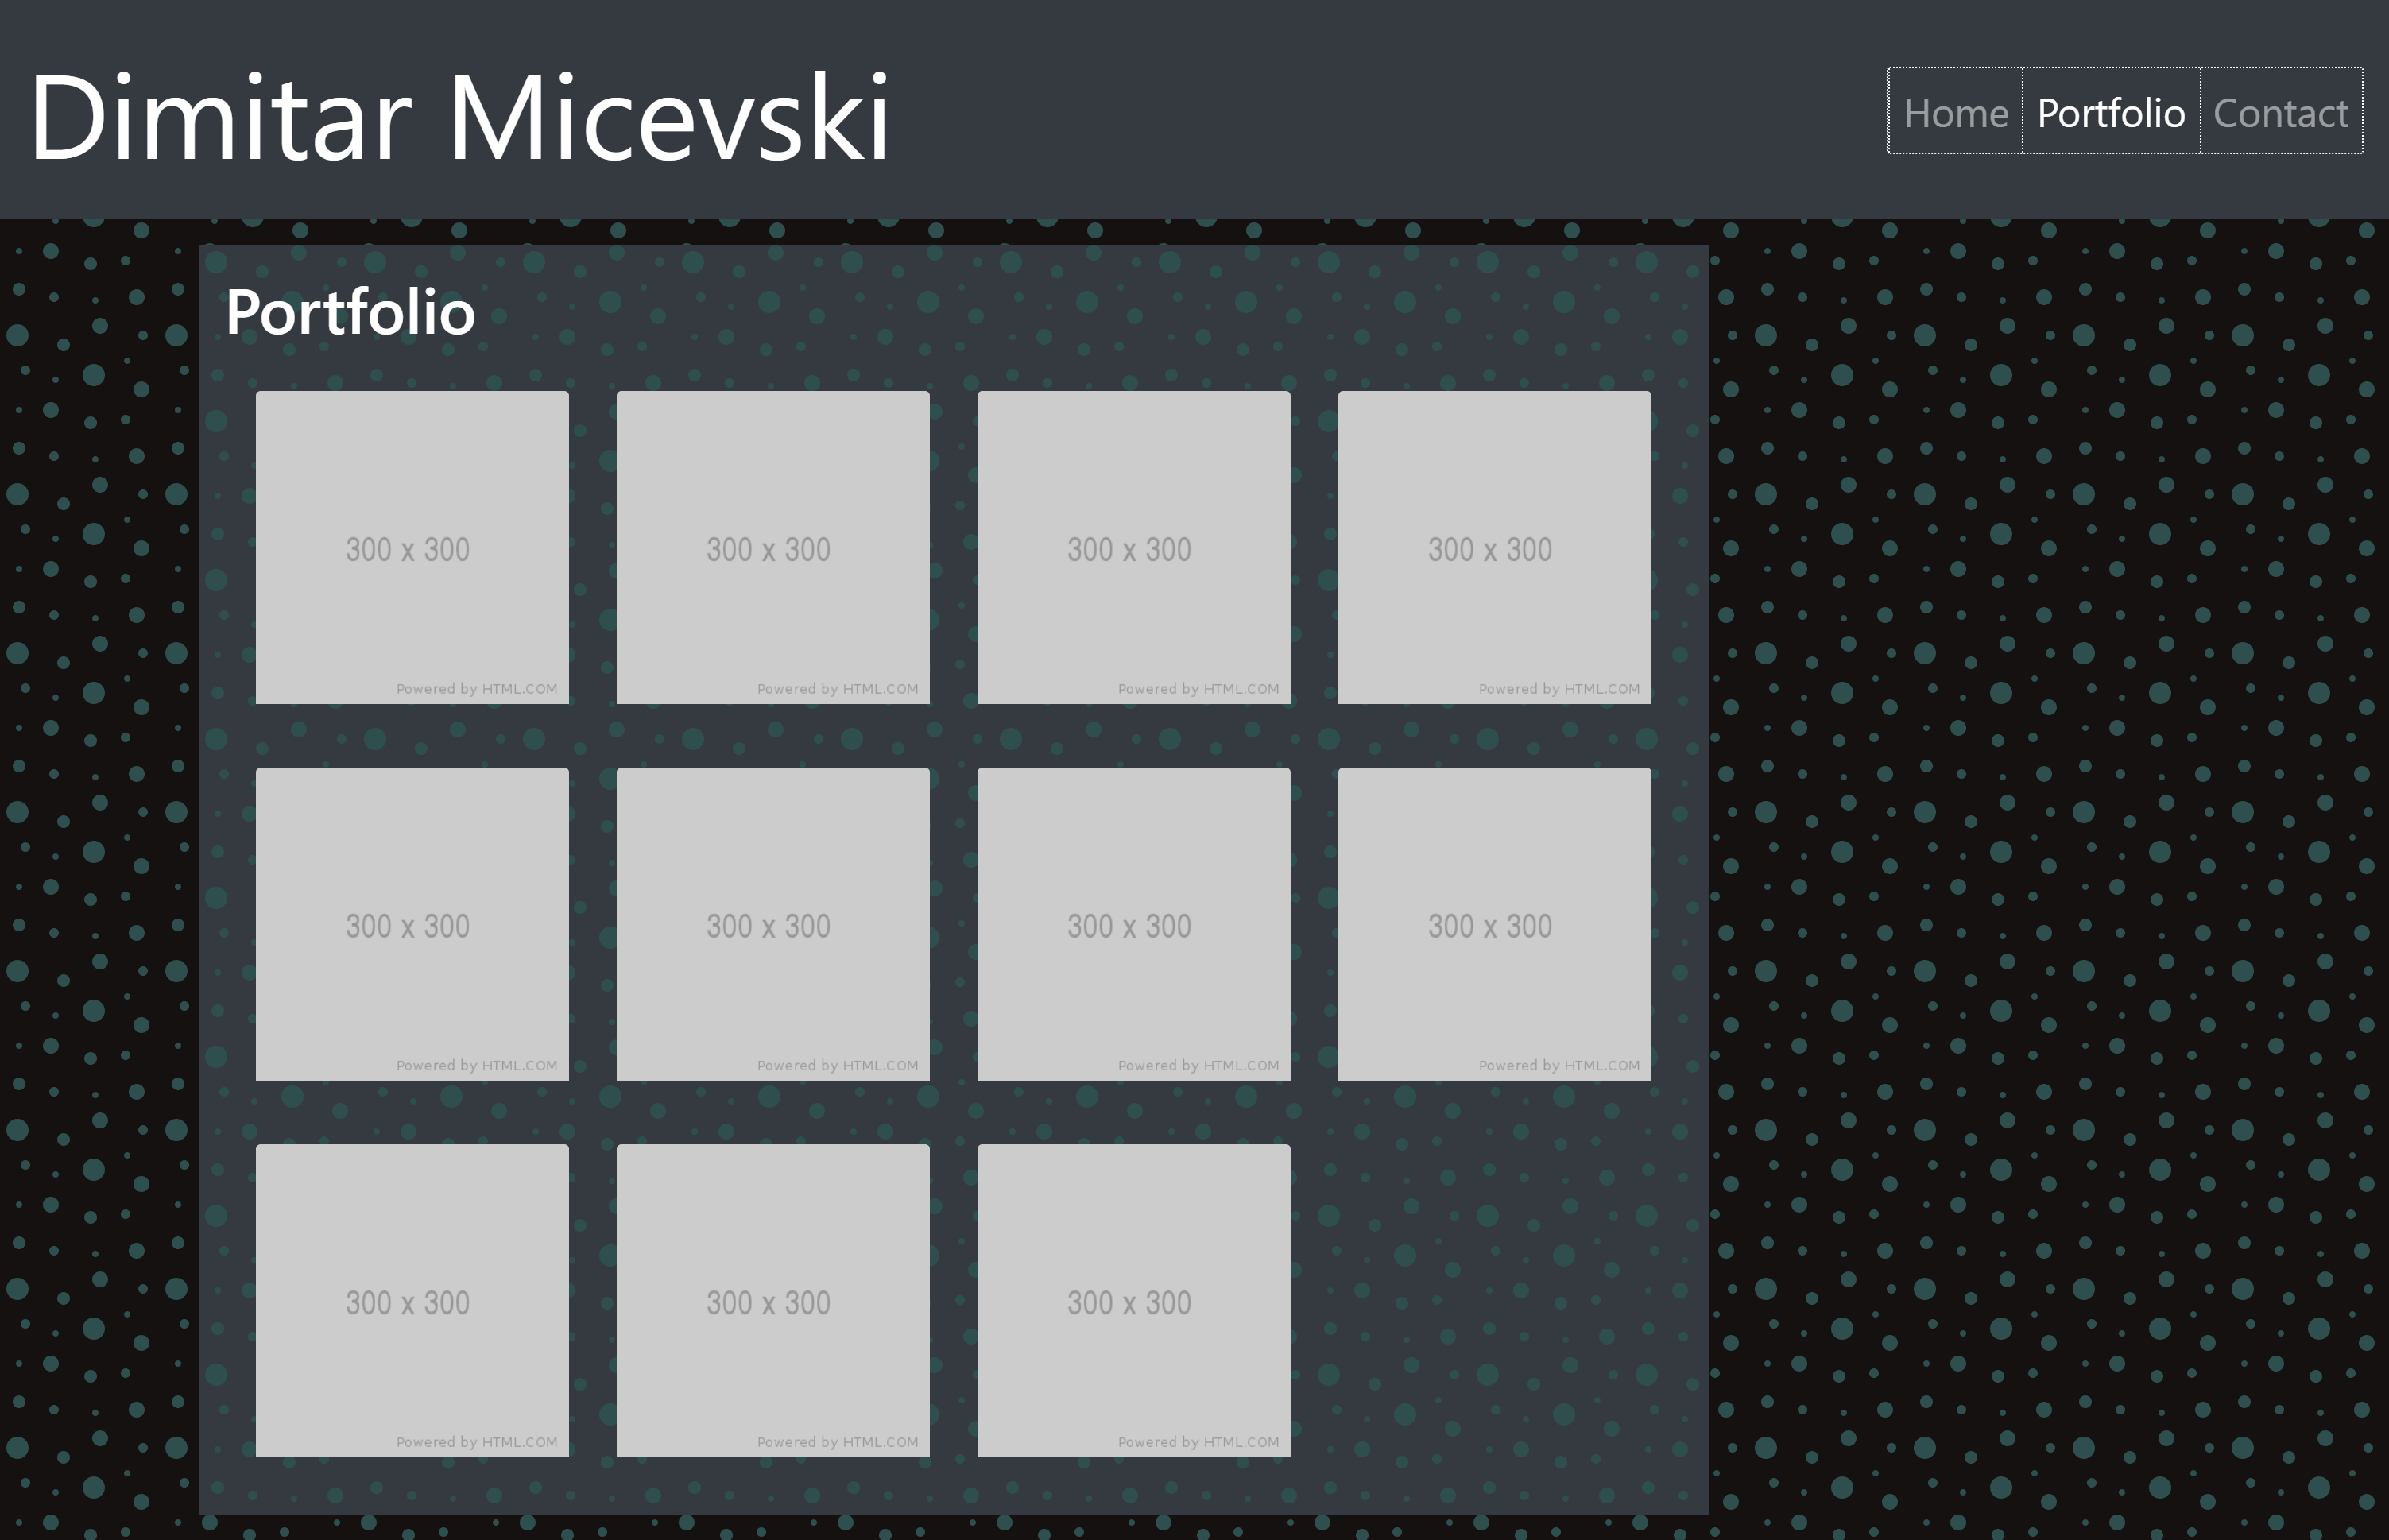 Dimitar Micevski
Home Portfolio Contact
Portfolio
300 x 300 300 x 300 300 x 300 300 x 300
Powered by HTML.COM Powered by HTML.COM Powered by HTML.COM Powered by HTML.COM
300 x 300 300 x 300 300 x 300 300 x 300
Powered by HTML.COM Powered by HTML.COM Powered by HTML.COM Powered by HTML.COM
300 x 300 300 x 300 300 x 300
Powered by HTML.COM Powered by HTML.COM Powered by HTML.COM